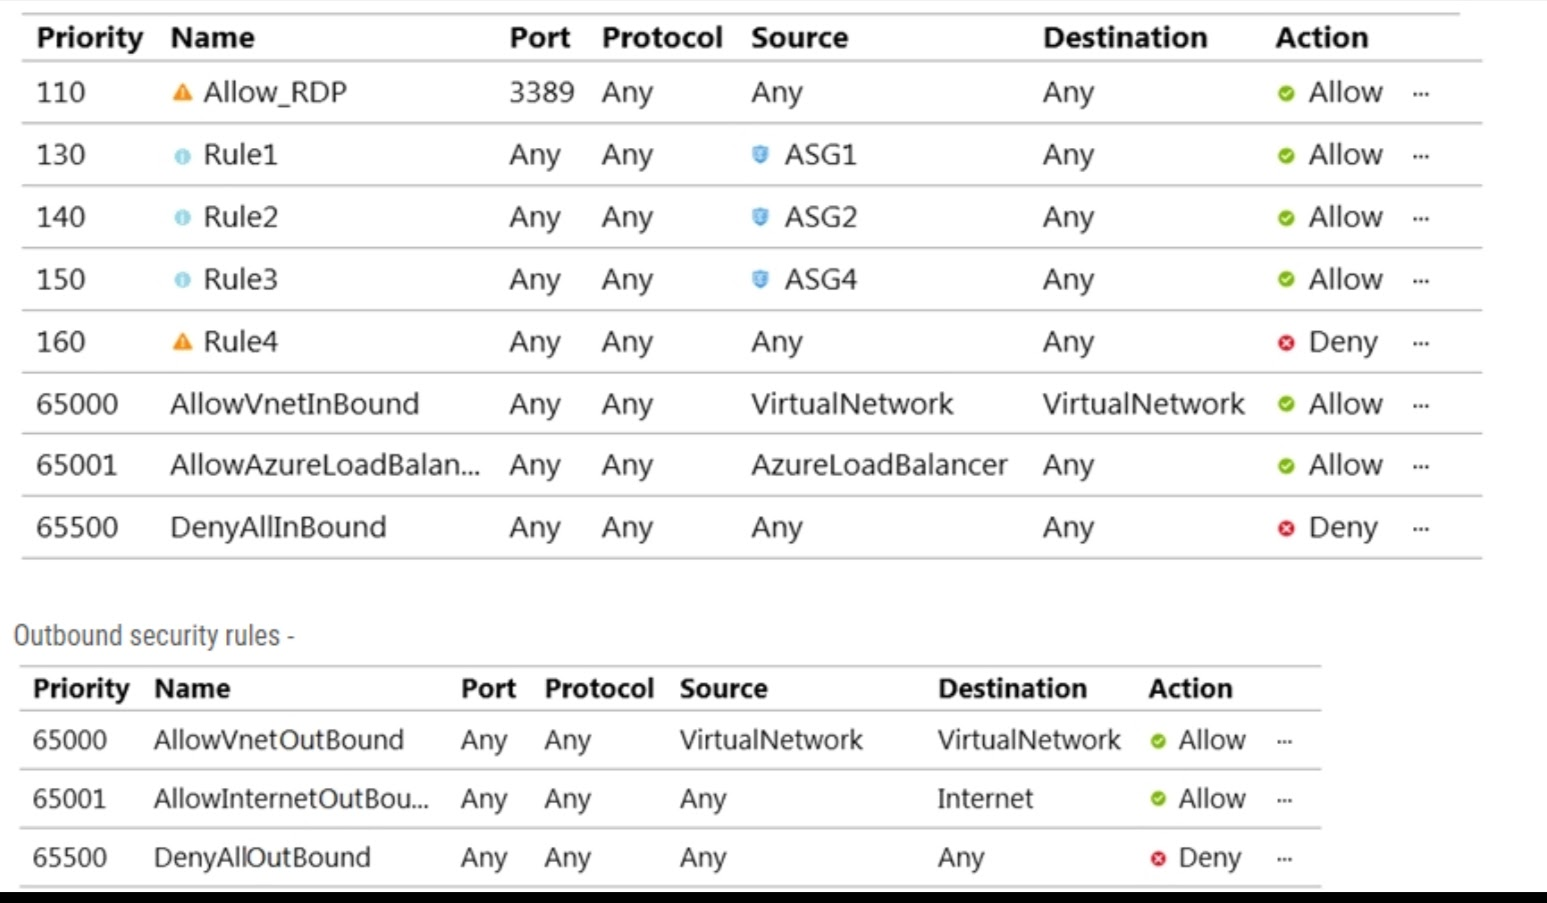 Priority Name Port Protocol Source Destination Action
110 Allow_RDP 3389 Any Any Any Allow ...
130 Rule1 Any Any ASG1 Any Allow ...
140 Rule2 Any Any ASG2 Any Allow ...
150 Rule3 Any Any ASG4 Any Allow ...
160 Rule4 Any Any Any Any Deny ...
65000 AllowVnetInBound Any Any VirtualNetwork VirtualNetwork Allow ...
65001 AllowAzureLoadBalan... Any Any AzureLoadBalancer Any Allow ...
65500 DenyAllInBound Any Any Any Any Deny ...
Outbound security rules -
Priority Name Port Protocol Source Destination Action
65000 AllowVnetOutBound Any Any VirtualNetwork VirtualNetwork Allow ...
65001 AllowInternetOutBou... Any Any Any Internet Allow ...
65500 DenyAllOutBound Any Any Any Any Deny ...